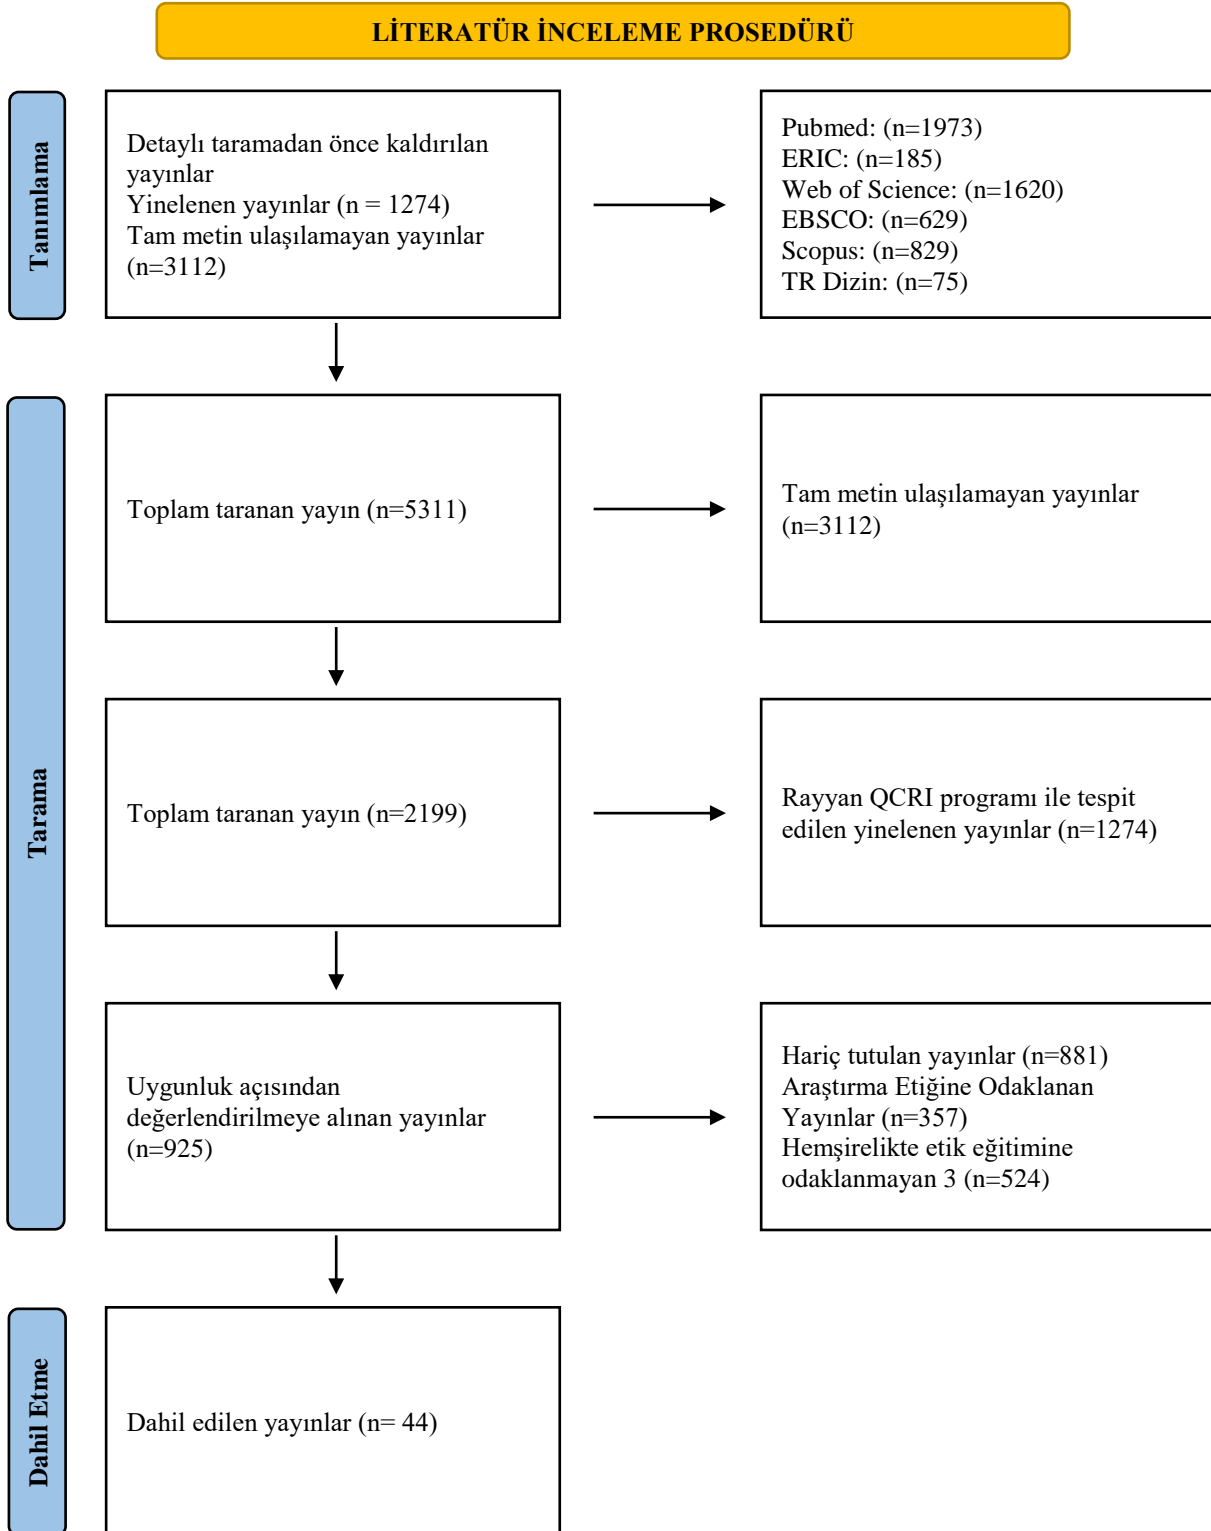 LİTERATÜR İNCELEME PROSEDÜRÜ
Tanımlama
Detaylı taramadan önce kaldırılan
yayınlar
Yinelenen yayınlar (n = 1274)
Tam metin ulaşılamayan yayınlar
(n=3112)
Pubmed: (n=1973)
ERIC: (n=185)
Web of Science: (n=1620)
EBSCO: (n=629)
Scopus: (n=829)
TR Dizin: (n=75)
Tarama
Toplam taranan yayın (n=5311)
Tam metin ulaşılamayan yayınlar
(n=3112)
Toplam taranan yayın (n=2199)
Rayyan QCRI programı ile tespit
edilen yinelenen yayınlar (n=1274)
Uygunluk açısından
değerlendirilmeye alınan yayınlar
(n=925)
Hariç tutulan yayınlar (n=881)
Araştırma Etiğine Odaklanan
Yayınlar (n=357)
Hemşirelikte etik eğitimine
odaklanmayan 3 (n=524)
Dahil Etme
Dahil edilen yayınlar (n= 44)